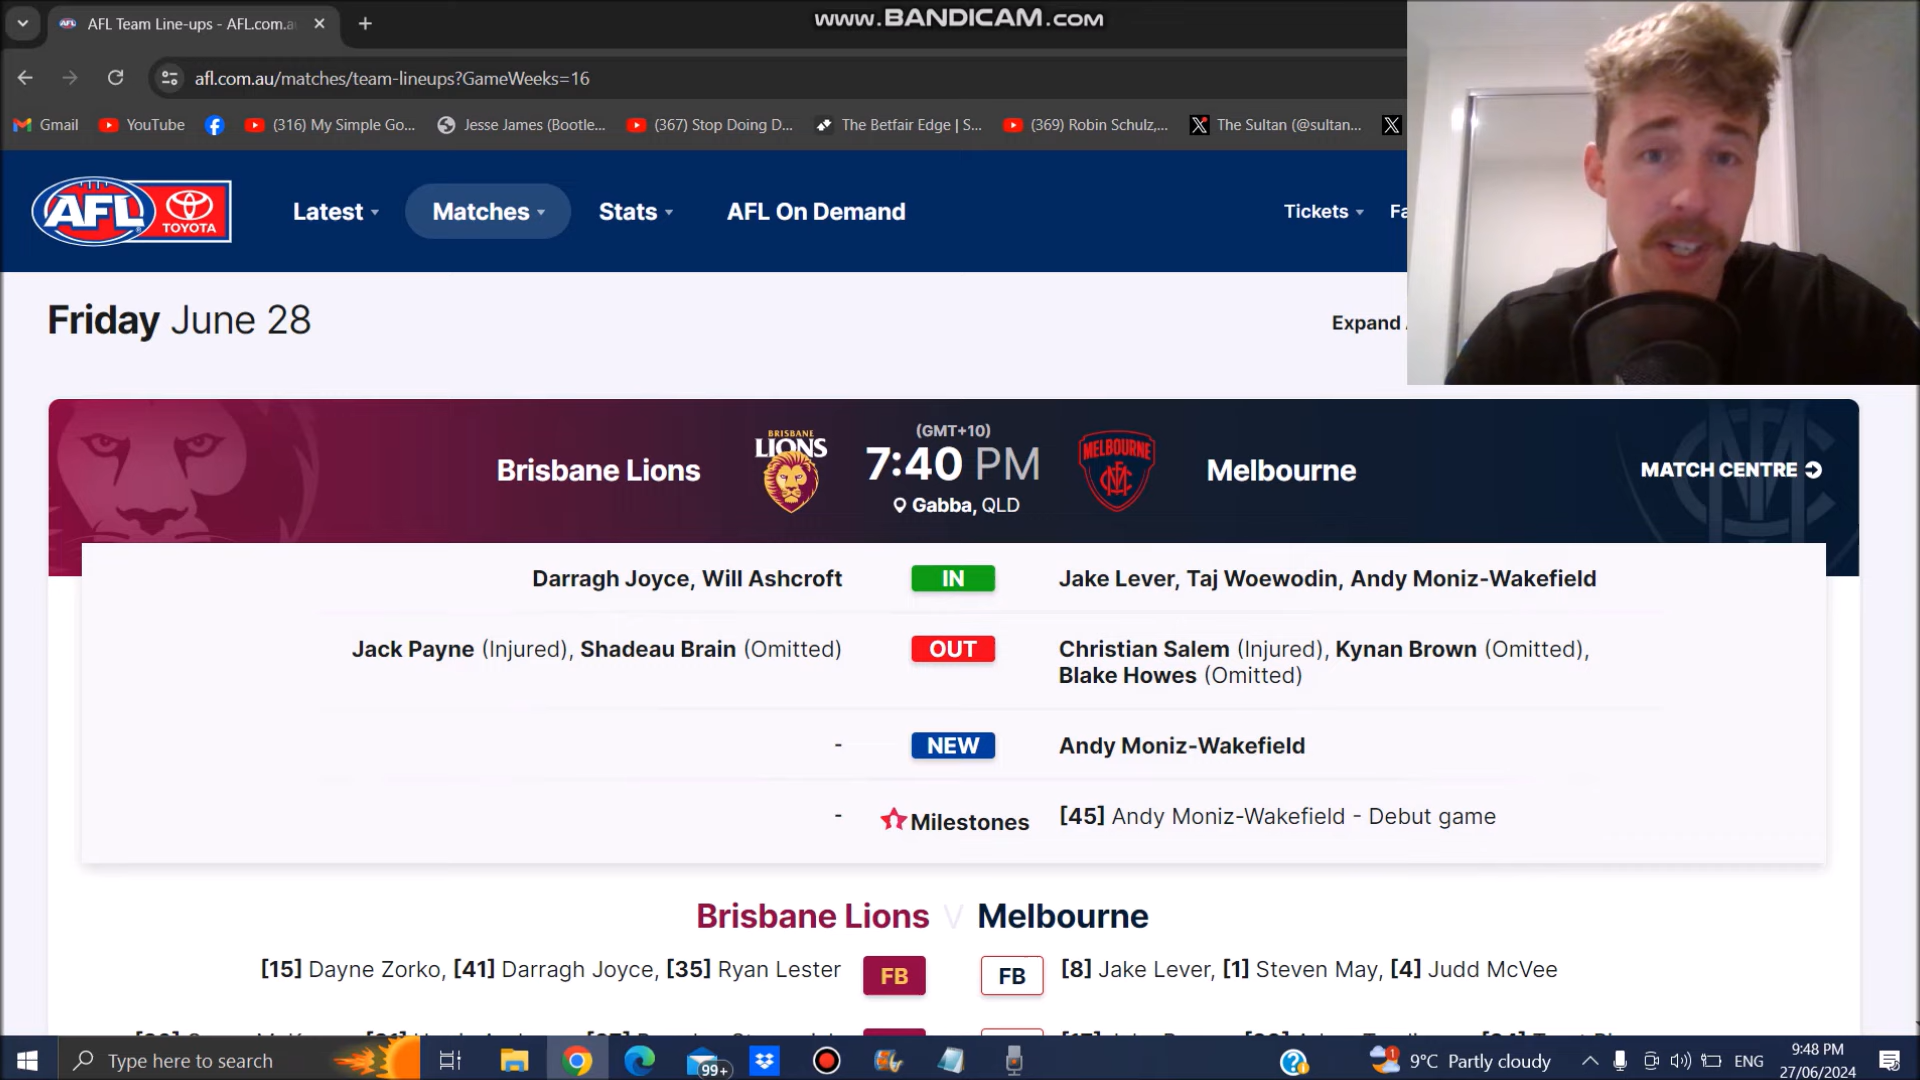 AFL Team Line-ups - AFL.com.a
www.BANDICAM.com
afl.com.au/matches/team-lineups?GameWeeks=16
Gmail
YouTube
(316) My Simple Go...
Jesse James (Bootle...
(367) Stop Doing D...
The Betfair Edge | S...
(369) Robin Schulz,...
The Sultan (@sultan...
AFL
TOYOTA
Latest
Matches
Stats
AFL On Demand
Tickets
Fa
Friday June 28
Expand
Brisbane Lions
BRISBANE
LIONS
(GMT+10)
7:40 PM
Gabba, QLD
MELBOURNE
Melbourne
MATCH CENTRE
Darragh Joyce, Will Ashcroft
IN
Jake Lever, Taj Woewodin, Andy Moniz-Wakefield
Jack Payne (Injured), Shadeau Brain (Omitted)
OUT
Christian Salem (Injured), Kynan Brown (Omitted),
Blake Howes (Omitted)
-
NEW
Andy Moniz-Wakefield
-
Milestones
[45] Andy Moniz-Wakefield - Debut game
Brisbane Lions V Melbourne
[15] Dayne Zorko, [41] Darragh Joyce, [35] Ryan Lester
FB
FB
[8] Jake Lever, [1] Steven May, [4] Judd McVee
Type here to search
99+
1
9°C Partly cloudy
ENG
9:48 PM
27/06/2024